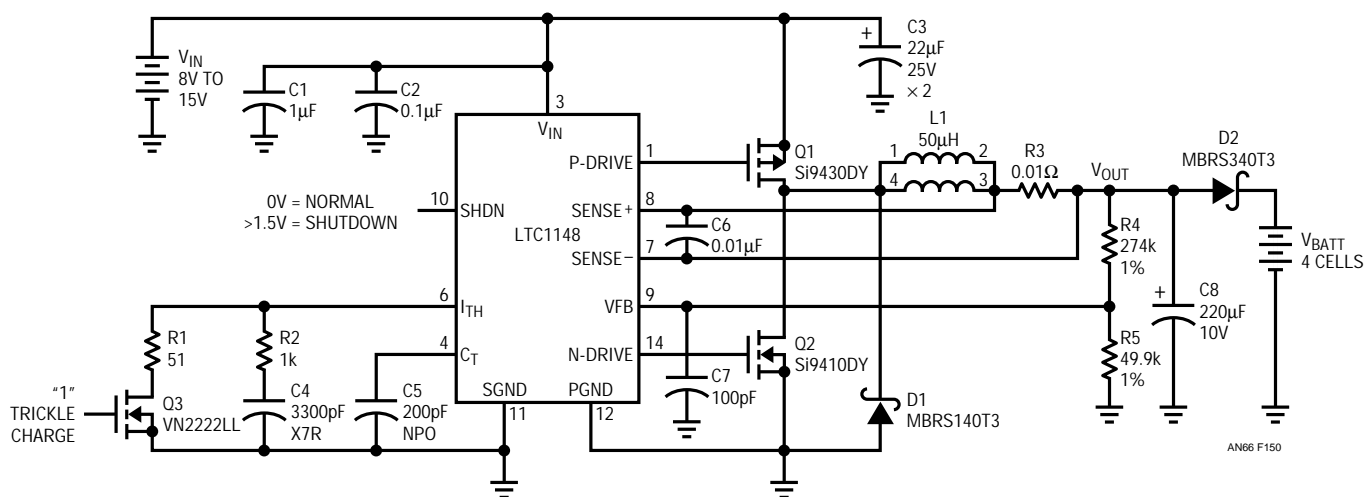 VIN
8V TO
15V
C1
1µF
C2
0.1µF
3
VIN
C3
22µF
25V
× 2
+
L1
50µH
1
2
4
3
R3
0.01Ω
VOUT
D2
MBRS340T3
P-DRIVE
1
Q1
Si9430DY
0V = NORMAL
>1.5V = SHUTDOWN
10
SHDN
SENSE+
8
LTC1148
C6
0.01µF
SENSE–
7
R4
274k
1%
VBATT
4 CELLS
6
ITH
VFB
9
+
C8
220µF
10V
R1
51
R2
1k
4
CT
N-DRIVE
14
Q2
Si9410DY
R5
49.9k
1%
"1"
TRICKLE
CHARGE
Q3
VN2222LL
C4
3300pF
X7R
C5
200pF
NPO
SGND
PGND
11
12
C7
100pF
D1
MBRS140T3
AN66 F150